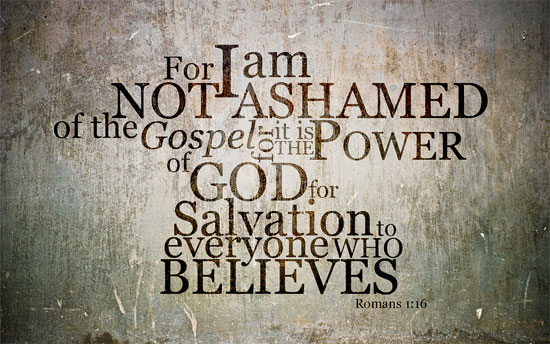 For I am
NOT ASHAMED
of the Gospel for it is THE POWER
of
GOD for
Salvation to
everyone WHO
BELIEVES
Romans 1:16